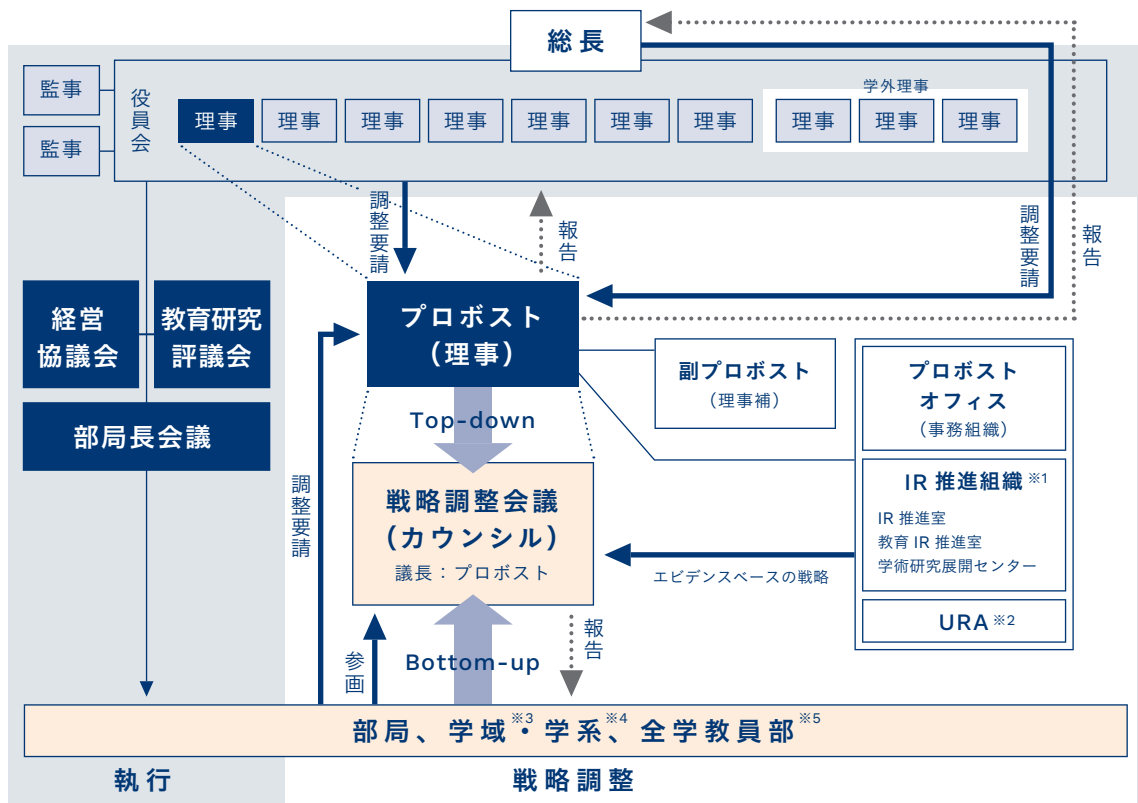 総長
監事
監事
役員会
理事
理事
理事
理事
理事
理事
理事
学外理事
理事
理事
理事
調整要請
報告
調整要請
報告
経営
協議会
教育研究
評議会
部局長会議
プロボスト
（理事）
副プロボスト
（理事補）
プロボスト
オフィス
（事務組織）
IR 推進組織 ※1
IR 推進室
教育 IR 推進室
学術研究展開センター
URA ※2
Top-down
調整要請
戦略調整会議
（カウンシル）
議長：プロボスト
エビデンスベースの戦略
参画
Bottom-up
報告
部局、学域※3・学系※4、全学教員部※5
執行
戦略調整